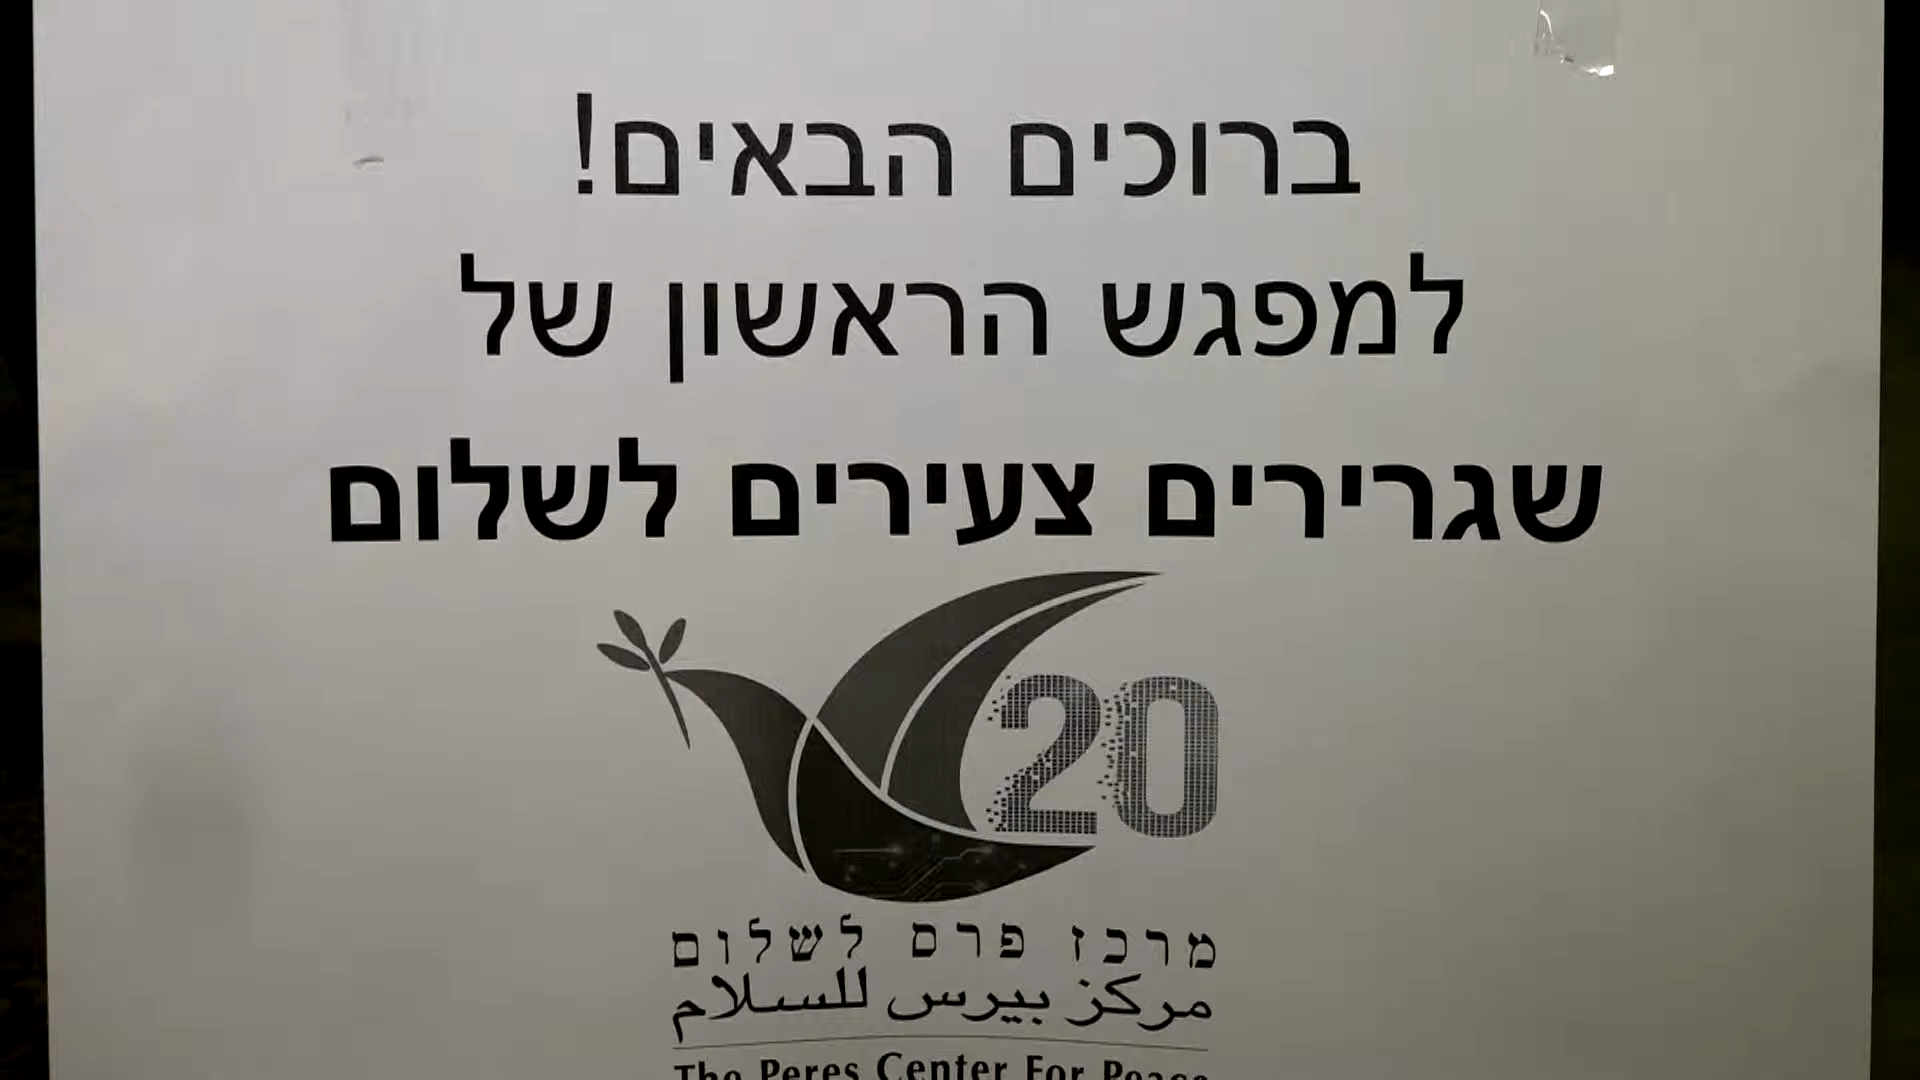 ברוכים הבאים!
למפגש הראשון של
שגרירים צעירים לשלום
20
מרכז פרס לשלום
مركز بيرس للسلام
The Peres Center For Peace